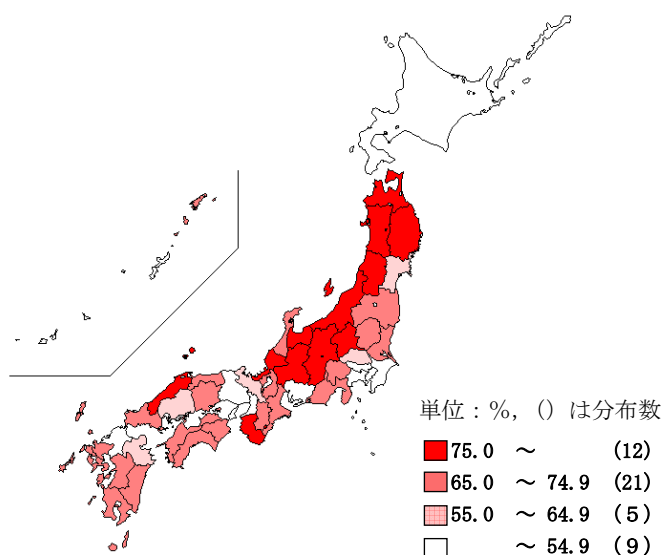 単位：%, () は分布数
75.0 ～ (12)
65.0 ～ 74.9 (21)
55.0 ～ 64.9 (5)
～ 54.9 (9)